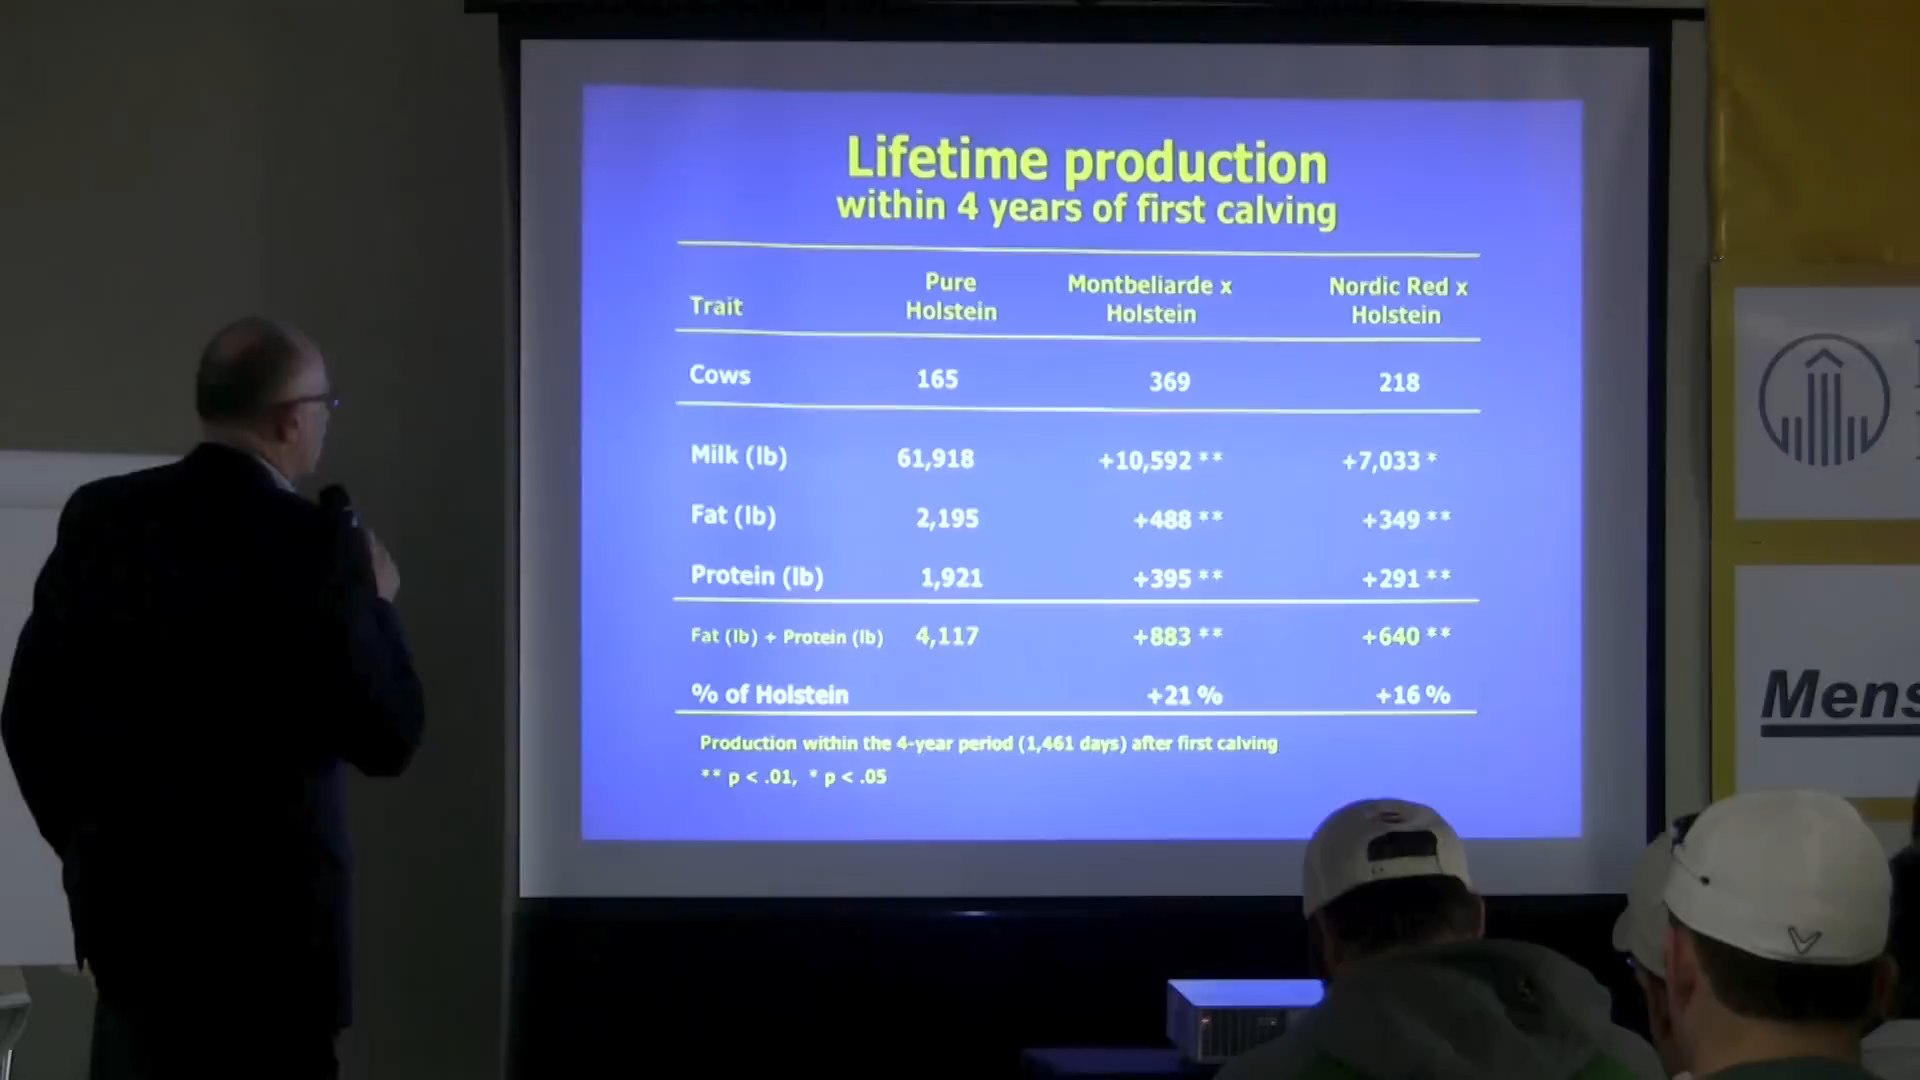 Lifetime production
within 4 years of first calving
Trait Pure Holstein Montbeliarde x Holstein Nordic Red x Holstein
Cows 165 369 218
Milk (lb) 61,918 +10,592 ** +7,033 *
Fat (lb) 2,195 +488 ** +349 **
Protein (lb) 1,921 +395 ** +291 **
Fat (lb) + Protein (lb) 4,117 +883 ** +640 **
% of Holstein +21 % +16 %
Production within the 4-year period (1,461 days) after first calving
** p < .01, * p < .05
Mens